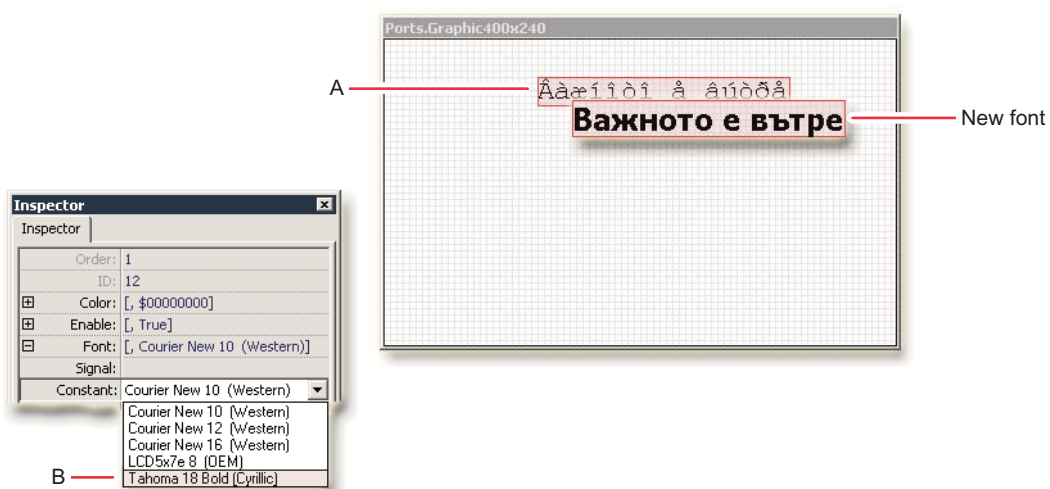 Ports.Graphic400x240
A
Âàæíîòî å âúòðå
Важното е вътре
New font
Inspector
Inspector
Order: 1
ID: 12
Color: [, $00000000]
Enable: [, True]
Font: [, Courier New 10 (Western)]
Signal:
Constant: Courier New 10 (Western)
Courier New 10 (Western)
Courier New 12 (Western)
Courier New 16 (Western)
LCD5x7e 8 (OEM)
B
Tahoma 18 Bold (Cyrillic)